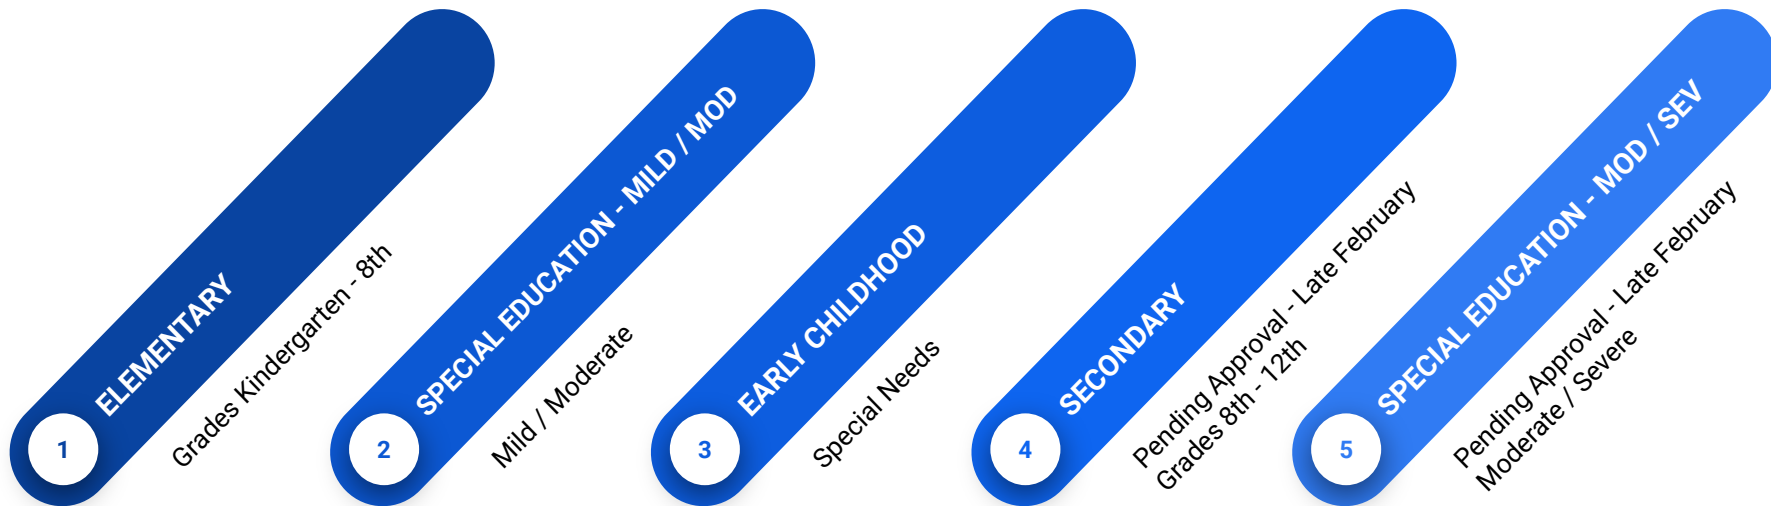 1
ELEMENTARY
Grades Kindergarten - 8th
2
SPECIAL EDUCATION - MILD / MOD
Mild / Moderate
3
EARLY CHILDHOOD
Special Needs
4
SECONDARY
Pending Approval - Late February
Grades 8th - 12th
5
SPECIAL EDUCATION - MOD / SEV
Pending Approval - Late February
Moderate / Severe